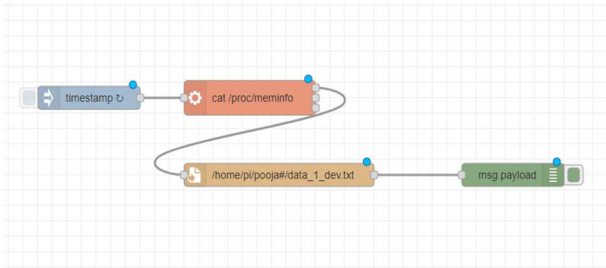 timestamp ↻
cat /proc/meminfo
/home/pi/pooja#/data_1_dev.txt
msg.payload